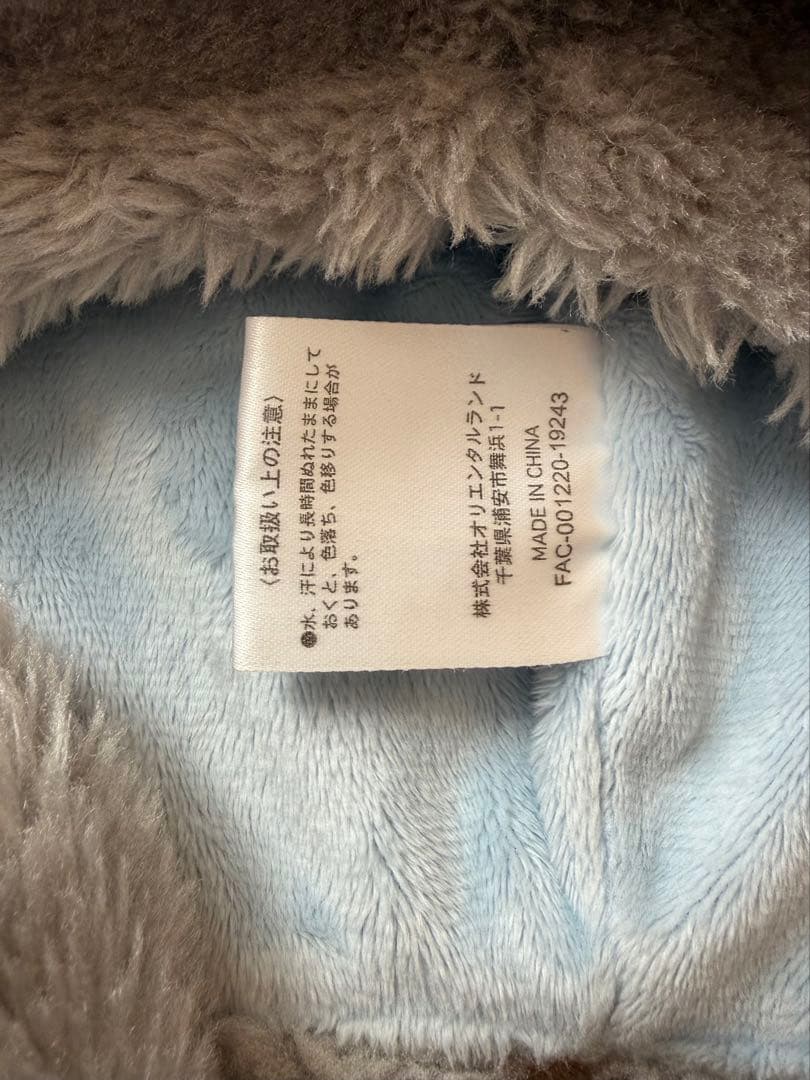 〈お取扱い上の注意〉
●水、汗により長時間ぬれたままにして
おくと、色落ち、色移りする場合が
あります。
株式会社オリエンタルランド
千葉県浦安市舞浜1-1
MADE IN CHINA
FAC-001220-19243